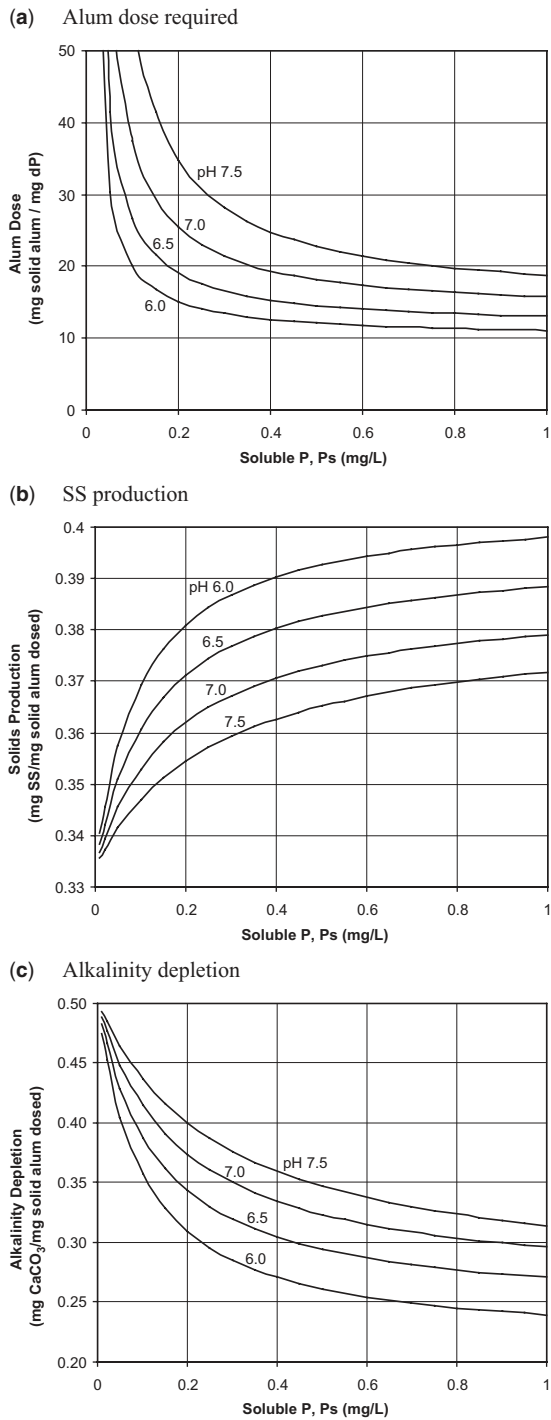 (a) Alum dose required
50
40
30
20
10
0
pH 7.5
7.0
6.5
6.0
Alum Dose
(mg solid alum / mg dP)
0 0.2 0.4 0.6 0.8 1
Soluble P, Ps (mg/L)
(b) SS production
0.4
0.39
0.38
0.37
0.36
0.35
0.34
0.33
pH 6.0
6.5
7.0
7.5
Solids Production
(mg SS/mg solid alum dosed)
0 0.2 0.4 0.6 0.8 1
Soluble P, Ps (mg/L)
(c) Alkalinity depletion
0.50
0.45
0.40
0.35
0.30
0.25
0.20
pH 7.5
7.0
6.5
6.0
Alkalinity Depletion
(mg CaCO3/mg solid alum dosed)
0 0.2 0.4 0.6 0.8 1
Soluble P, Ps (mg/L)